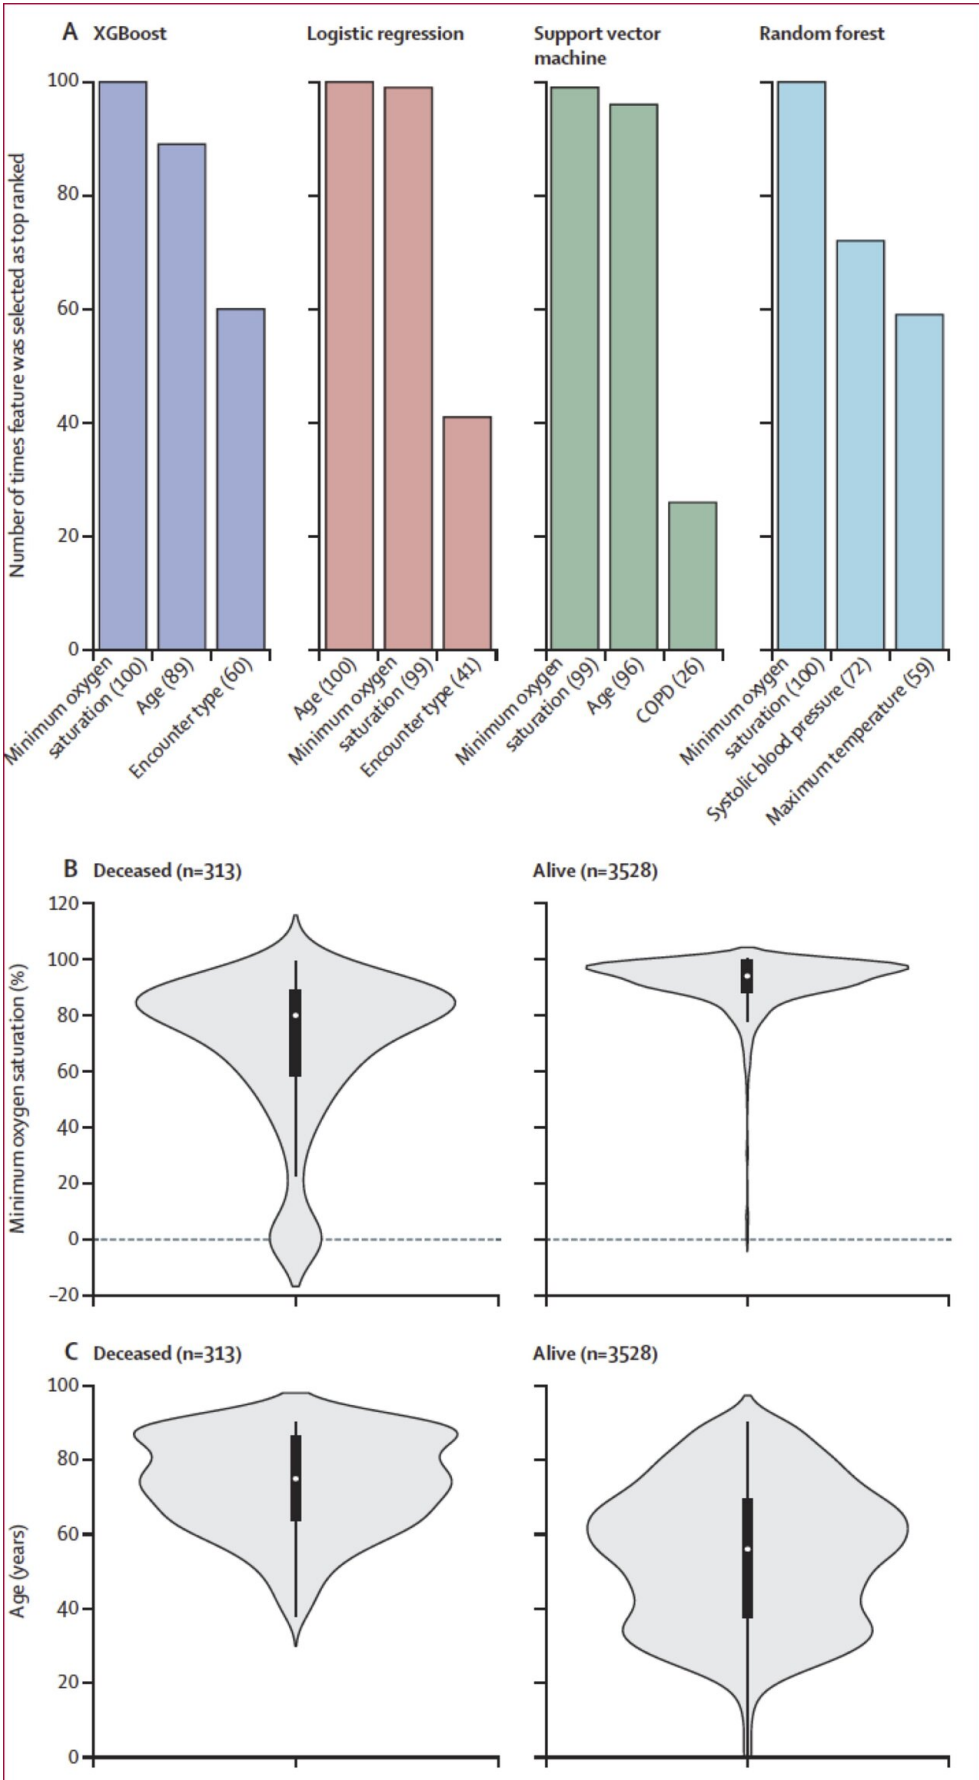 A XGBoost
Logistic regression
Support vector
machine
Random forest
Number of times feature was selected as top ranked
100
80
60
40
20
0
Minimum oxygen
saturation (100)
Age (89)
Encounter type (60)
Age (100)
Minimum oxygen
saturation (99)
Encounter type (41)
Minimum oxygen
saturation (99)
Age (96)
COPD (26)
Minimum oxygen
saturation (100)
Systolic blood pressure (72)
Maximum temperature (59)
B Deceased (n=313)
Alive (n=3528)
Minimum oxygen saturation (%)
120
100
80
60
40
20
0
–20
C Deceased (n=313)
Alive (n=3528)
Age (years)
100
80
60
40
20
0